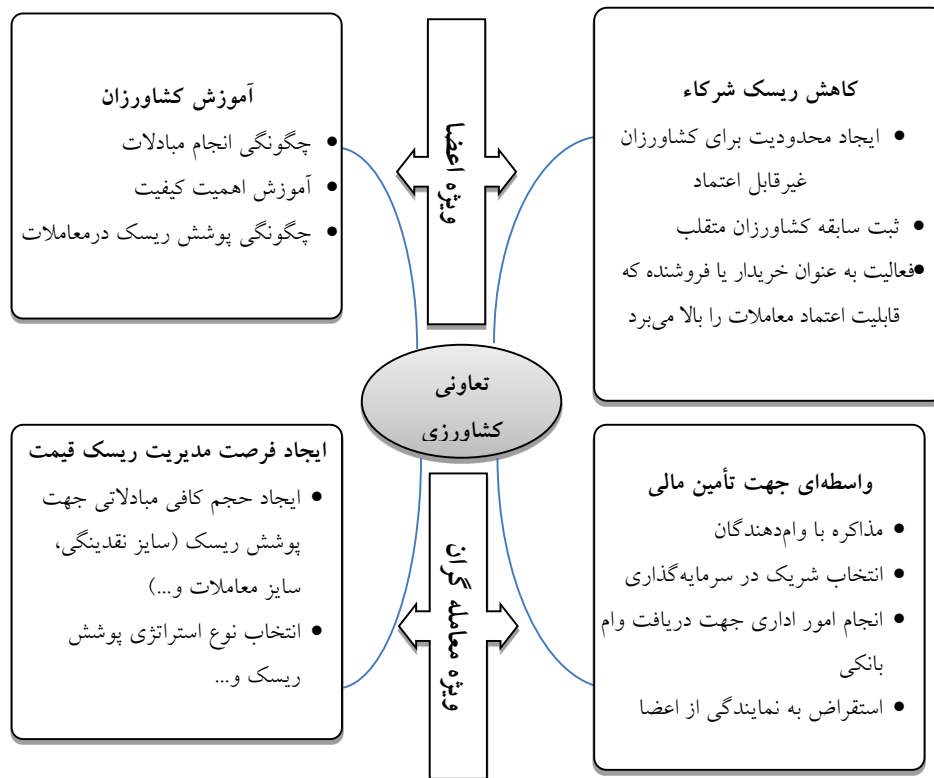 کاهش ریسک شرکاء
• ایجاد محدودیت برای کشاورزان
غیرقابل اعتماد
• ثبت سابقه کشاورزان متقلب
•فعالیت به عنوان خریدار یا فروشنده که
قابلیت اعتماد معاملات را بالا می‌برد
ویژه اعضا
آموزش کشاورزان
• چگونگی انجام مبادلات
• آموزش اهمیت کیفیت
• چگونگی پوشش ریسک درمعاملات
تعاونی
کشاورزی
واسطه‌ای جهت تأمین مالی
• مذاکره با وام‌دهندگان
• انتخاب شریک در سرمایه‌گذاری
• انجام امور اداری جهت دریافت وام
بانکی
• استقراض به نمایندگی از اعضا
ویژه معامله گران
ایجاد فرصت مدیریت ریسک قیمت
• ایجاد حجم کافی مبادلاتی جهت
پوشش ریسک (سایز نقدینگی،
سایز معاملات و...)
• انتخاب نوع استراتژی پوشش
ریسک و...